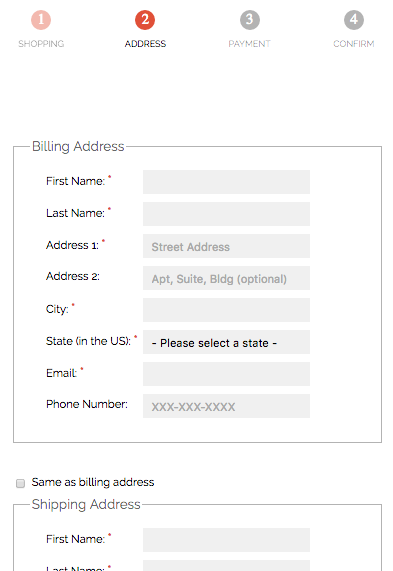 1 2 3 4
SHOPPING ADDRESS PAYMENT CONFIRM
Billing Address
First Name: *
Last Name: *
Address 1: * Street Address
Address 2: Apt, Suite, Bldg (optional)
City: *
State (in the US): * - Please select a state -
Email: *
Phone Number: XXX-XXX-XXXX
Same as billing address
Shipping Address
First Name: *
Last Name: *